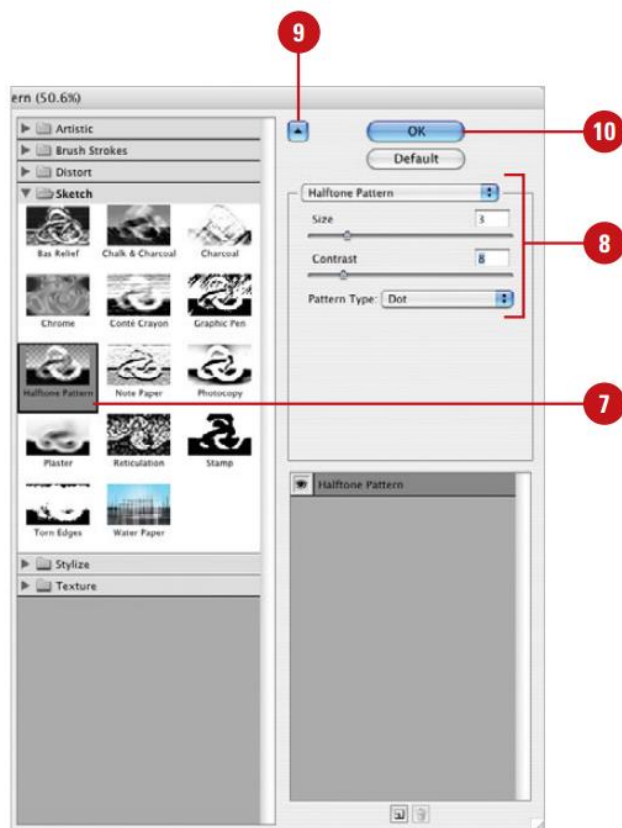 9
ern (50.6%)
Artistic
Brush Strokes
Distort
Sketch
Bas Relief Chalk & Charcoal Charcoal
Chrome Conté Crayon Graphic Pen
Halftone Pattern Note Paper Photocopy
Plaster Reticulation Stamp
Torn Edges Water Paper
Stylize
Texture
OK
10
Default
Halftone Pattern
Size 3
8
Contrast 8
Pattern Type: Dot
7
Halftone Pattern